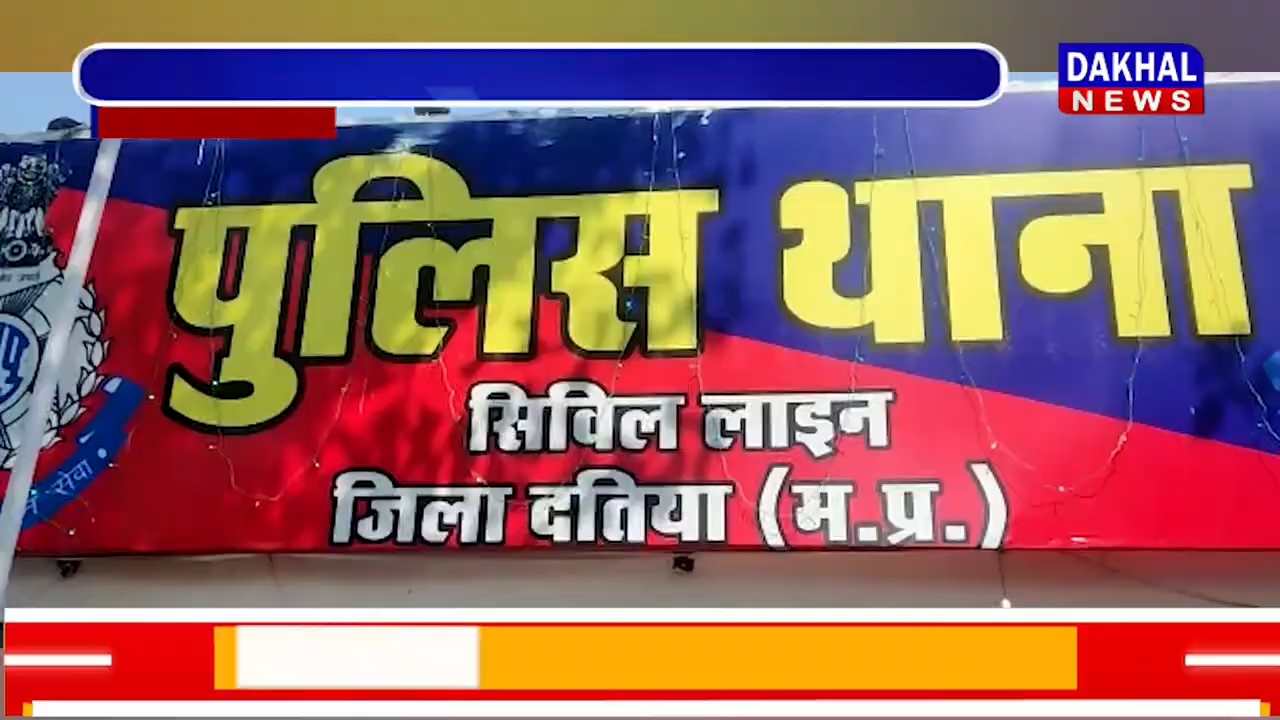 DAKHAL
NEWS
पुलिस थाना
सिविल लाइन
जिला दतिया (म.प्र.)
सेवा